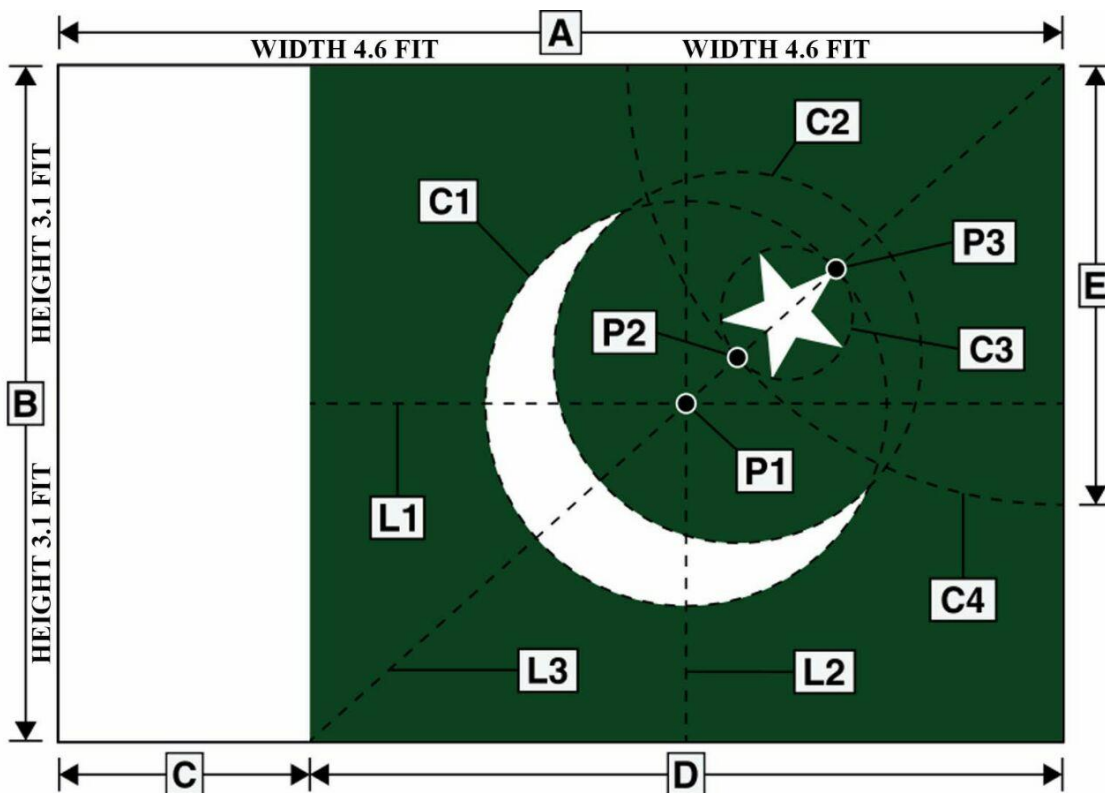 A
WIDTH 4.6 FIT WIDTH 4.6 FIT
C2
C1
HEIGHT 3.1 FIT
P3
E
P2
C3
B
P1
L1
HEIGHT 3.1 FIT
C4
L3
L2
C
D